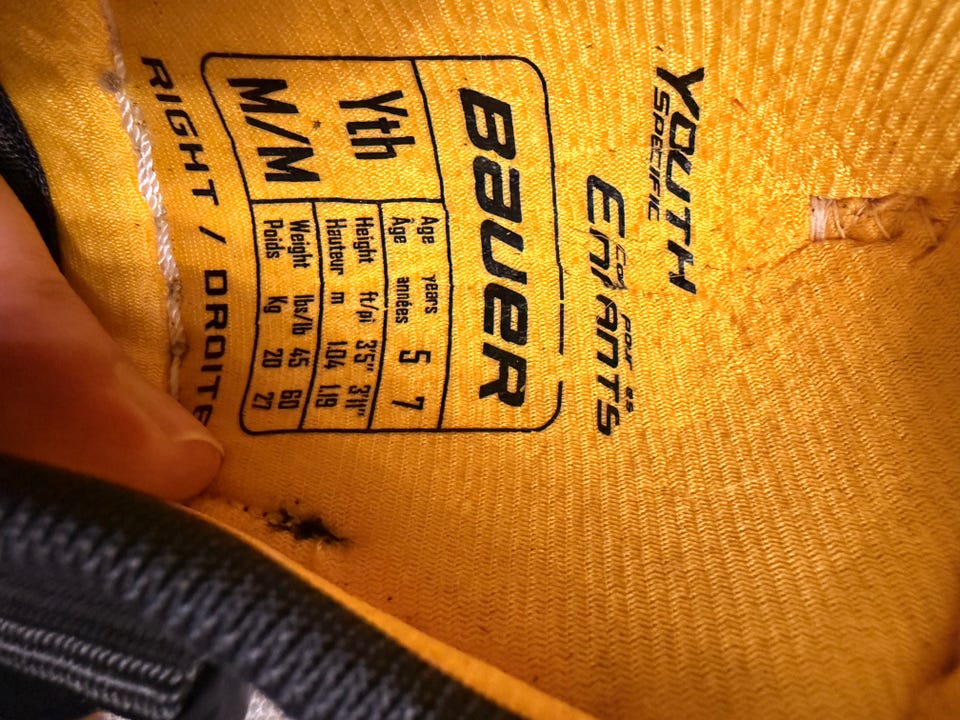 YOUTH
SPECIFIC
ENFANTS
BAUER
Yth
M/M
Age years 5 7
Âge années
Height ft/pi 3'5" 3'11"
Hauteur m 1.04 1.19
Weight lbs/lb 45 60
Poids Kg 20 27
RIGHT / DROITE